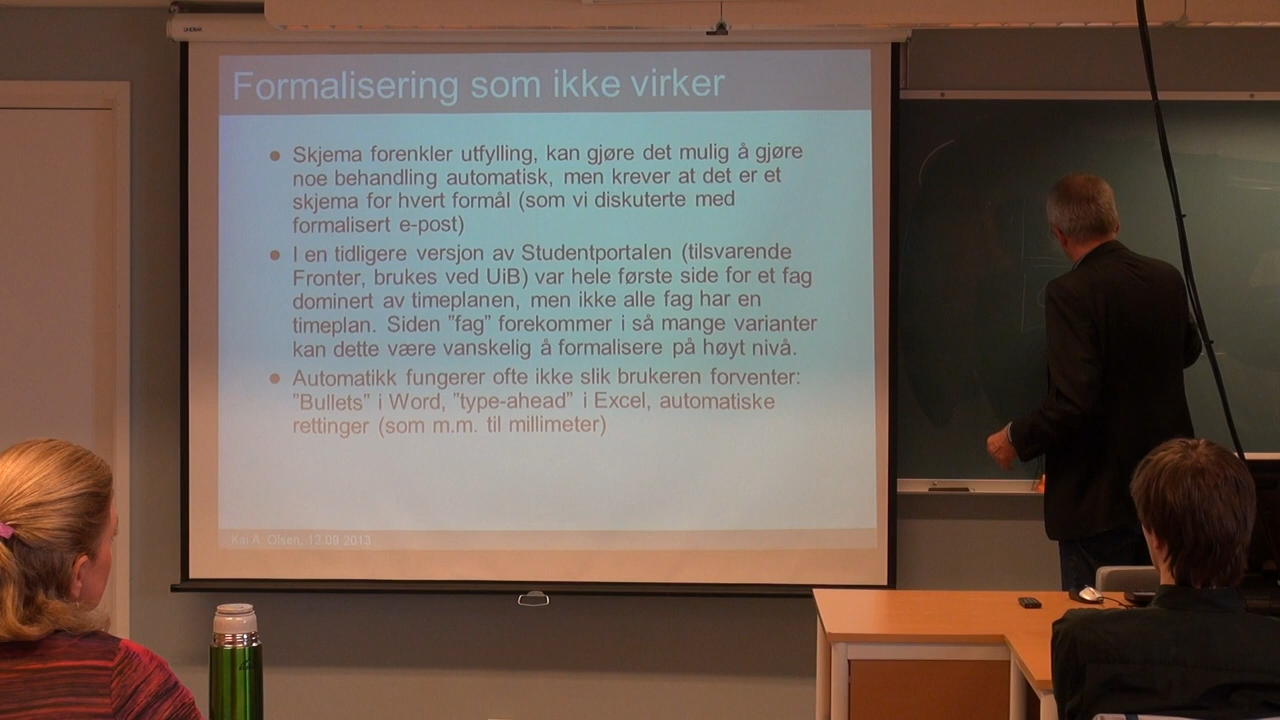 Formalisering som ikke virker
Skjema forenkler utfylling, kan gjøre det mulig å gjøre
noe behandling automatisk, men krever at det er et
skjema for hvert formål (som vi diskuterte med
formalisert e-post)
I en tidligere versjon av Studentportalen (tilsvarende
Fronter, brukes ved UiB) var hele første side for et fag
dominert av timeplanen, men ikke alle fag har en
timeplan. Siden ”fag” forekommer i så mange varianter
kan dette være vanskelig å formalisere på høyt nivå.
Automatikk fungerer ofte ikke slik brukeren forventer:
”Bullets” i Word, ”type-ahead” i Excel, automatiske
rettinger (som m.m. til millimeter)
Kai A. Olsen, 13.09 2013